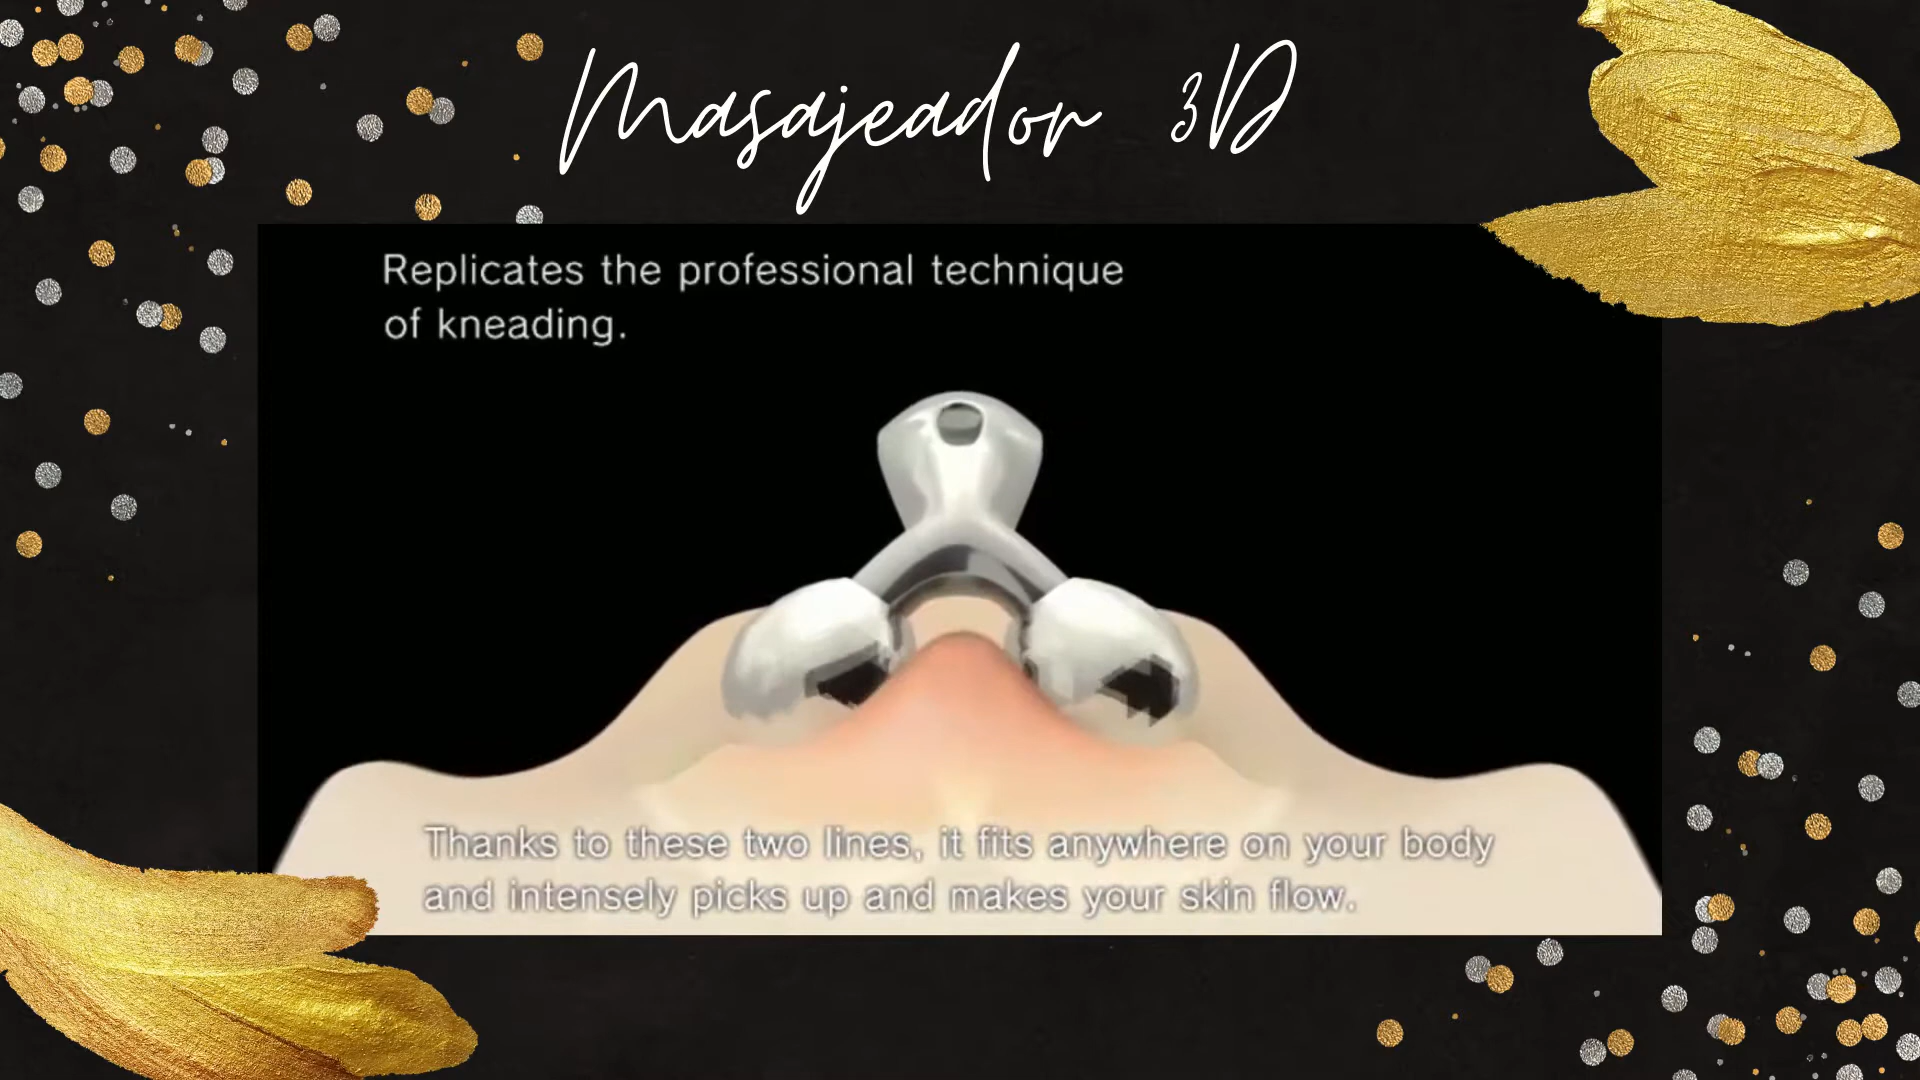 Masajeador 3D
Replicates the professional technique
of kneading.
Thanks to these two lines, it fits anywhere on your body
and intensely picks up and makes your skin flow.